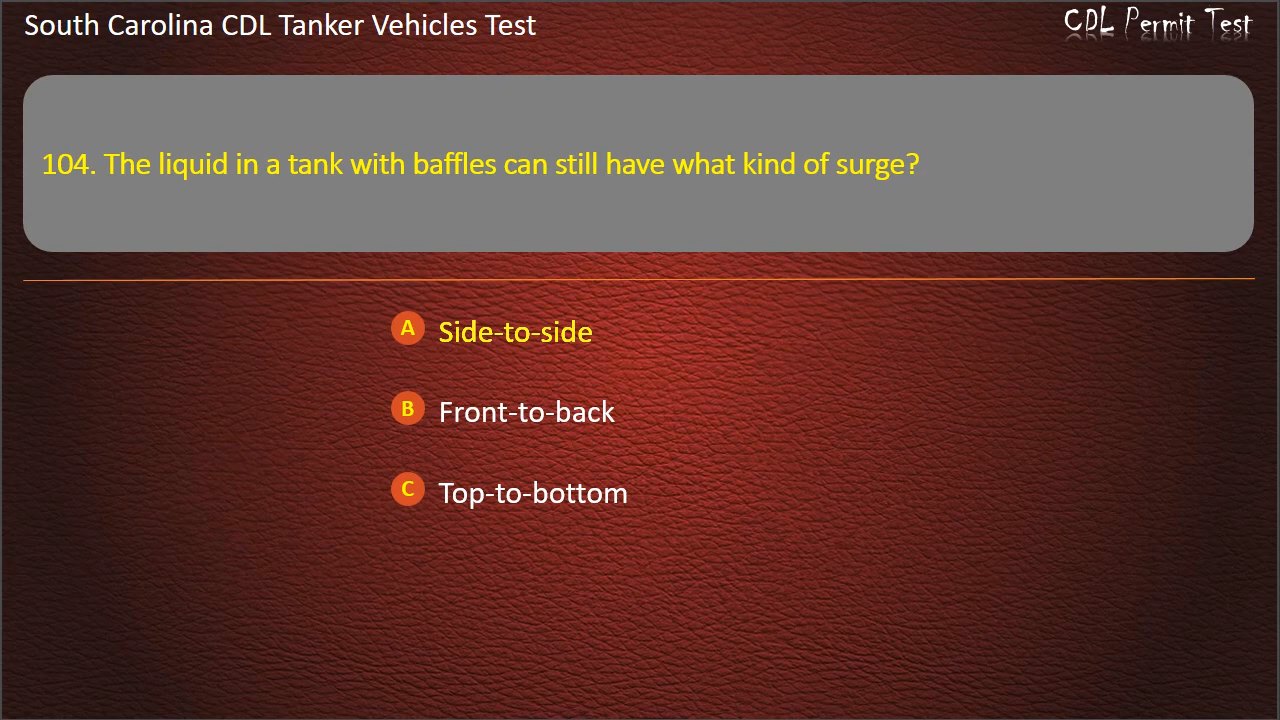 South Carolina CDL Tanker Vehicles Test
CDL Permit Test
104. The liquid in a tank with baffles can still have what kind of surge?
A Side-to-side
B Front-to-back
C Top-to-bottom